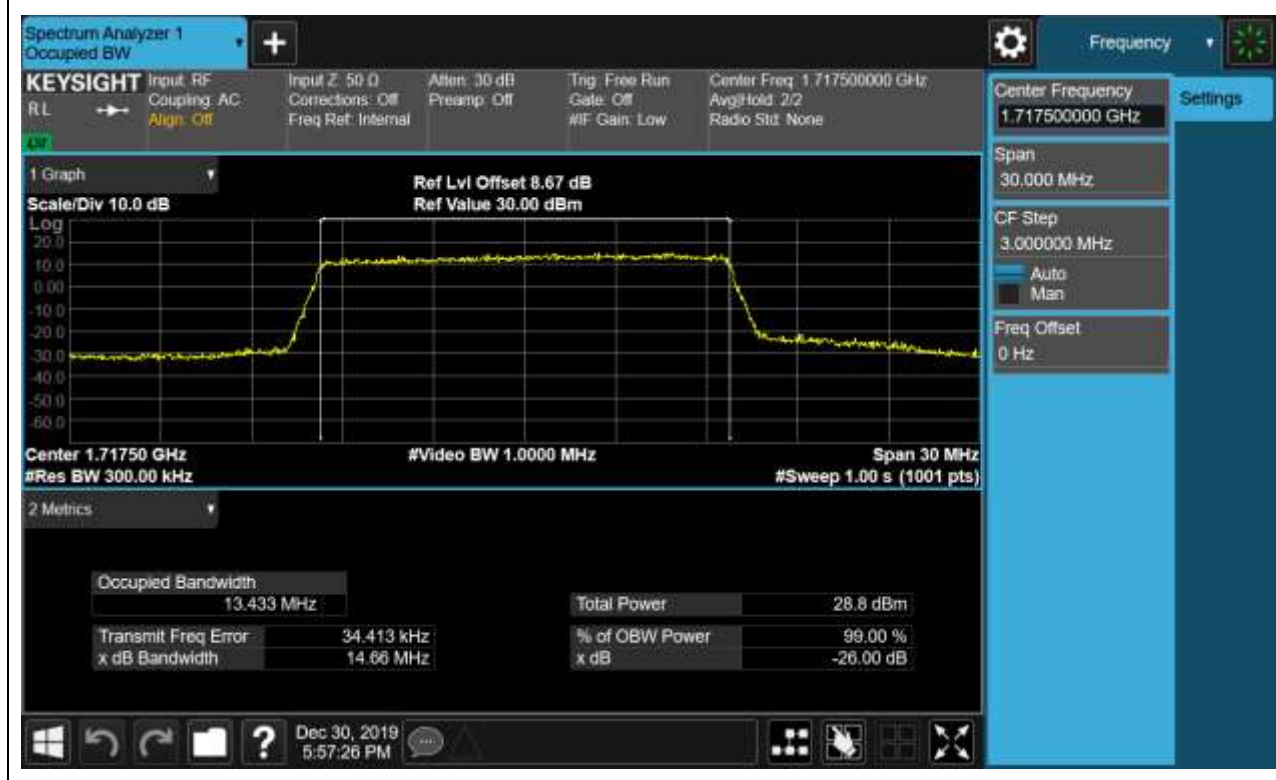 Spectrum Analyzer 1
Occupied BW
+
Frequency
KEYSIGHT
RL
Input: RF
Coupling: AC
Align: Off
Input Z: 50 Ω
Corrections: Off
Freq Ref: Internal
Atten: 30 dB
Preamp: Off
Trig: Free Run
Gate: Off
#IF Gain: Low
Center Freq: 1.717500000 GHz
Avg|Hold: 2/2
Radio Std: None
Center Frequency
1.717500000 GHz
Settings
Span
30.000 MHz
CF Step
3.000000 MHz
Auto
Man
Freq Offset
0 Hz
1 Graph
Scale/Div 10.0 dB
Ref Lvl Offset 8.67 dB
Ref Value 30.00 dBm
Log
20.0
10.0
0.00
-10.0
-20.0
-30.0
-40.0
-50.0
-60.0
Center 1.71750 GHz
#Video BW 1.0000 MHz
Span 30 MHz
#Res BW 300.00 kHz
#Sweep 1.00 s (1001 pts)
2 Metrics
Occupied Bandwidth
13.433 MHz
Total Power 28.8 dBm
Transmit Freq Error 34.413 kHz
% of OBW Power 99.00 %
x dB Bandwidth 14.66 MHz
x dB -26.00 dB
?
Dec 30, 2019
5:57:26 PM